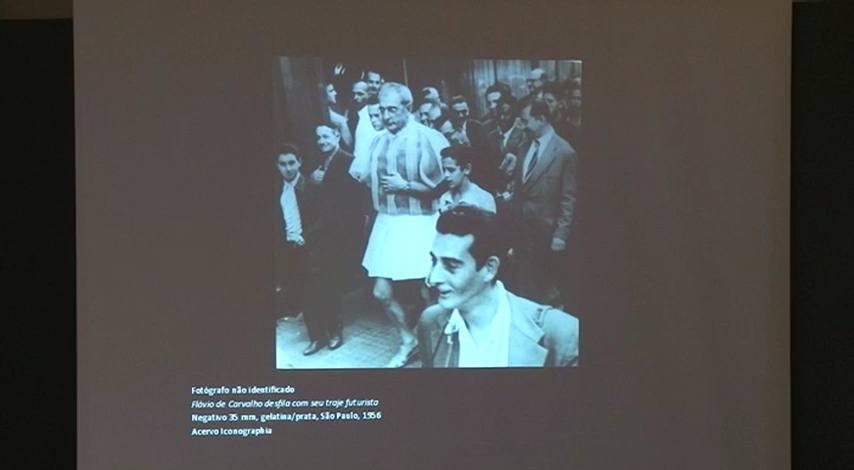 Fotógrafo não identificado
Flávio de Carvalho desfila com seu traje futurista
Negativo 35 mm, gelatina/prata, São Paulo, 1956
Acervo Iconographia